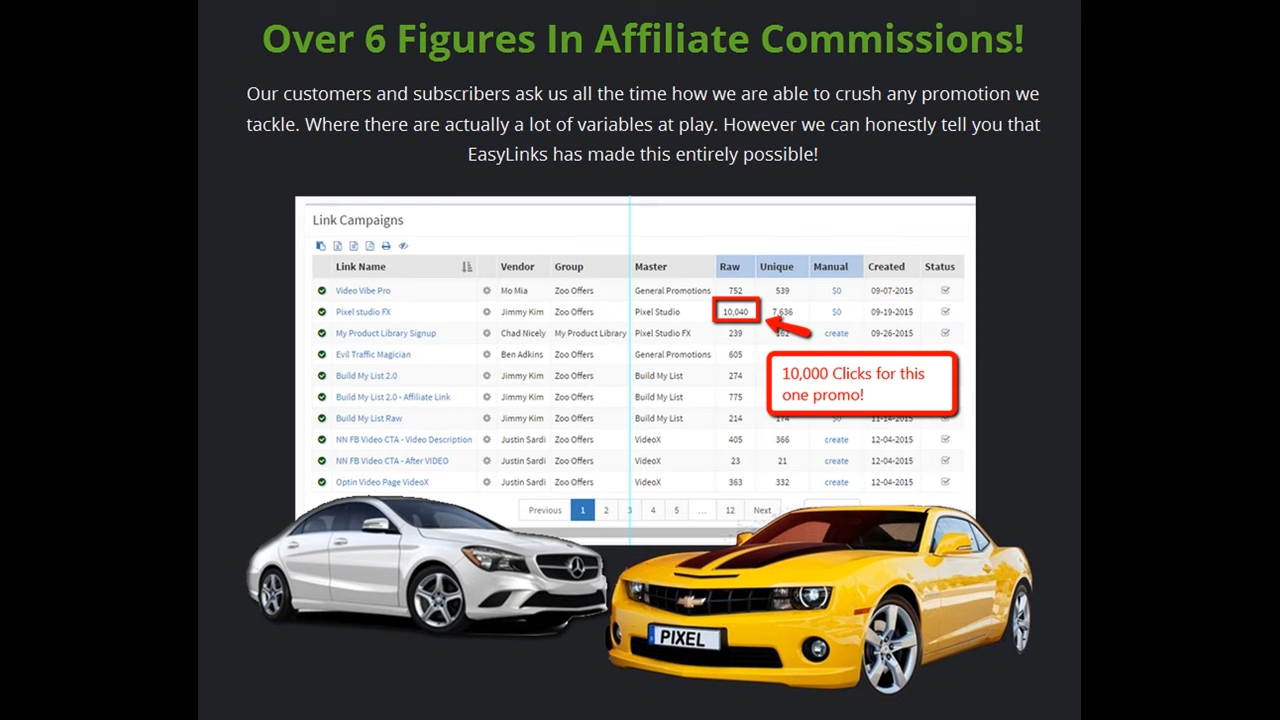 Over 6 Figures In Affiliate Commissions!
Our customers and subscribers ask us all the time how we are able to crush any promotion we
tackle. Where there are actually a lot of variables at play. However we can honestly tell you that
EasyLinks has made this entirely possible!
Link Campaigns
Link Name Vendor Group Master Raw Unique Manual Created Status
Video Vibe Pro Mo Mia Zoo Offers General Promotions 752 539 $0 09-07-2015
Pixel studio FX Jimmy Kim Zoo Offers Pixel Studio 10,040 7,636 $0 09-19-2015
My Product Library Signup Chad Nicely My Product Library Pixel Studio FX 239 162 create 09-26-2015
Evil Traffic Magician Ben Adkins Zoo Offers General Promotions 605
Build My List 2.0 Jimmy Kim Zoo Offers Build My List 274
Build My List 2.0 - Affiliate Link Jimmy Kim Zoo Offers Build My List 775
Build My List Raw Jimmy Kim Zoo Offers Build My List 214 174 $0 11-14-2015
10,000 Clicks for this
one promo!
NN FB Video CTA - Video Description Justin Sardi Zoo Offers VideoX 405 366 create 12-04-2015
NN FB Video CTA - After VIDEO Justin Sardi Zoo Offers VideoX 23 21 create 12-04-2015
Optin Video Page VideoX Justin Sardi Zoo Offers VideoX 363 332 create 12-04-2015
Previous 1 2 3 4 5 ... 12 Next
PIXEL